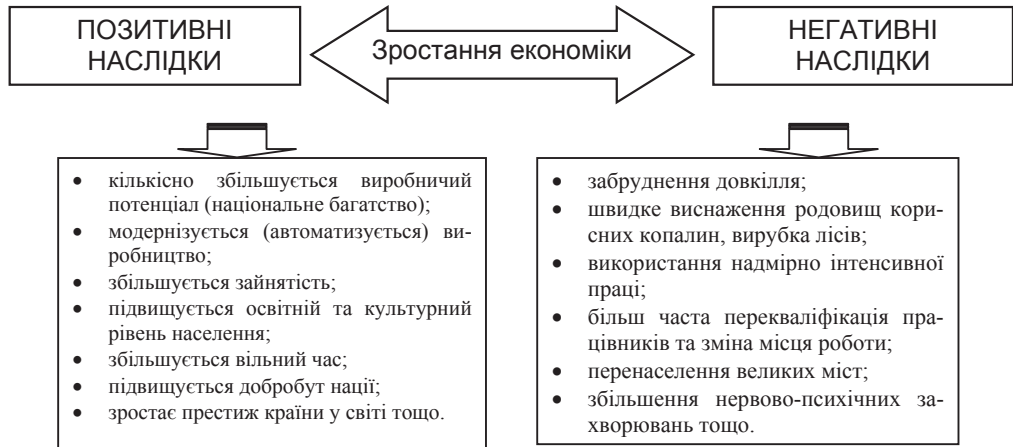 ПОЗИТИВНІ
НАСЛІДКИ
Зростання економіки
НЕГАТИВНІ
НАСЛІДКИ
• кількісно збільшується виробничий
потенціал (національне багатство);
• модернізується (автоматизується) ви-
робництво;
• збільшується зайнятість;
• підвищується освітній та культурний
рівень населення;
• збільшується вільний час;
• підвищується добробут нації;
• зростає престиж країни у світі тощо.
• забруднення довкілля;
• швидке виснаження родовищ кори-
сних копалин, вирубка лісів;
• використання надмірно інтенсивної
праці;
• більш часта перекваліфікація пра-
цівників та зміна місця роботи;
• перенаселення великих міст;
• збільшення нервово-психічних за-
хворювань тощо.